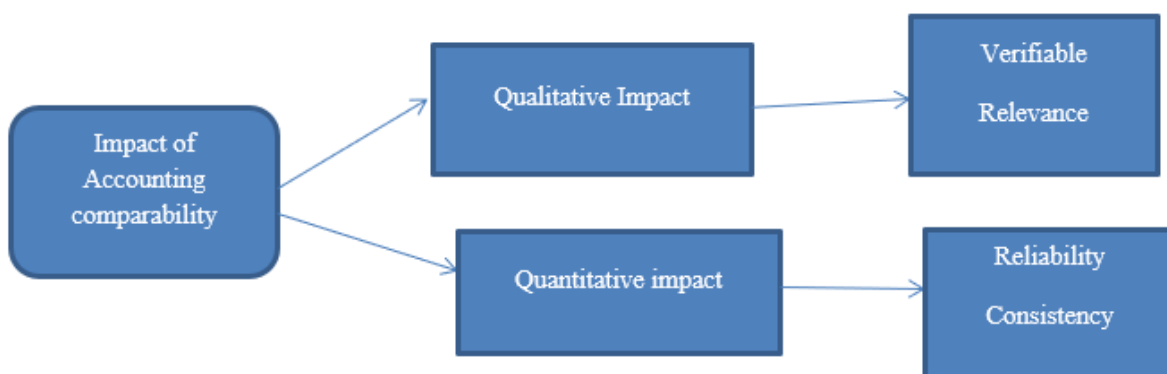 Impact of
Accounting
comparability
Qualitative Impact
Verifiable
Relevance
Quantitative impact
Reliability
Consistency